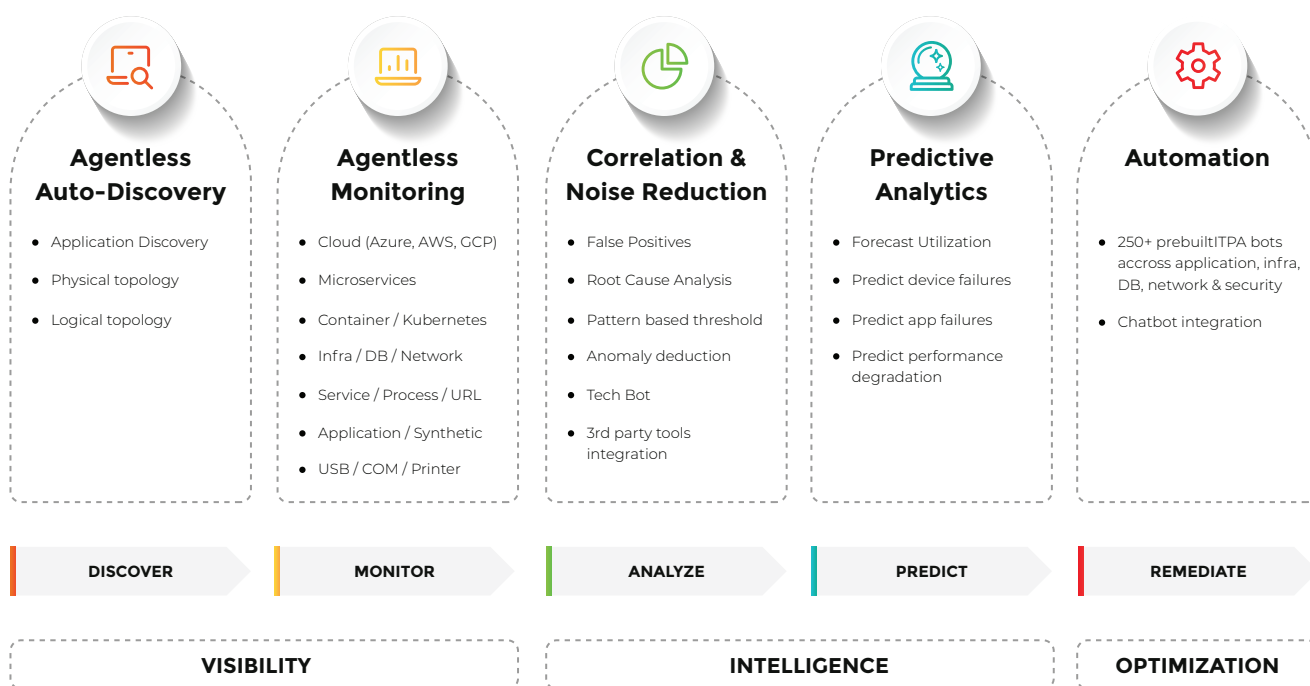 Agentless
Auto-Discovery
Application Discovery
Physical topology
Logical topology
Agentless
Monitoring
Cloud (Azure, AWS, GCP)
Microservices
Container / Kubernetes
Infra / DB / Network
Service / Process / URL
Application / Synthetic
USB / COM / Printer
Correlation &
Noise Reduction
False Positives
Root Cause Analysis
Pattern based threshold
Anomaly deduction
Tech Bot
3rd party tools
integration
Predictive
Analytics
Forecast Utilization
Predict device failures
Predict app failures
Predict performance
degradation
Automation
250+ prebuiltITPA bots
accross application, infra,
DB, network & security
Chatbot integration
DISCOVER
MONITOR
ANALYZE
PREDICT
REMEDIATE
VISIBILITY
INTELLIGENCE
OPTIMIZATION